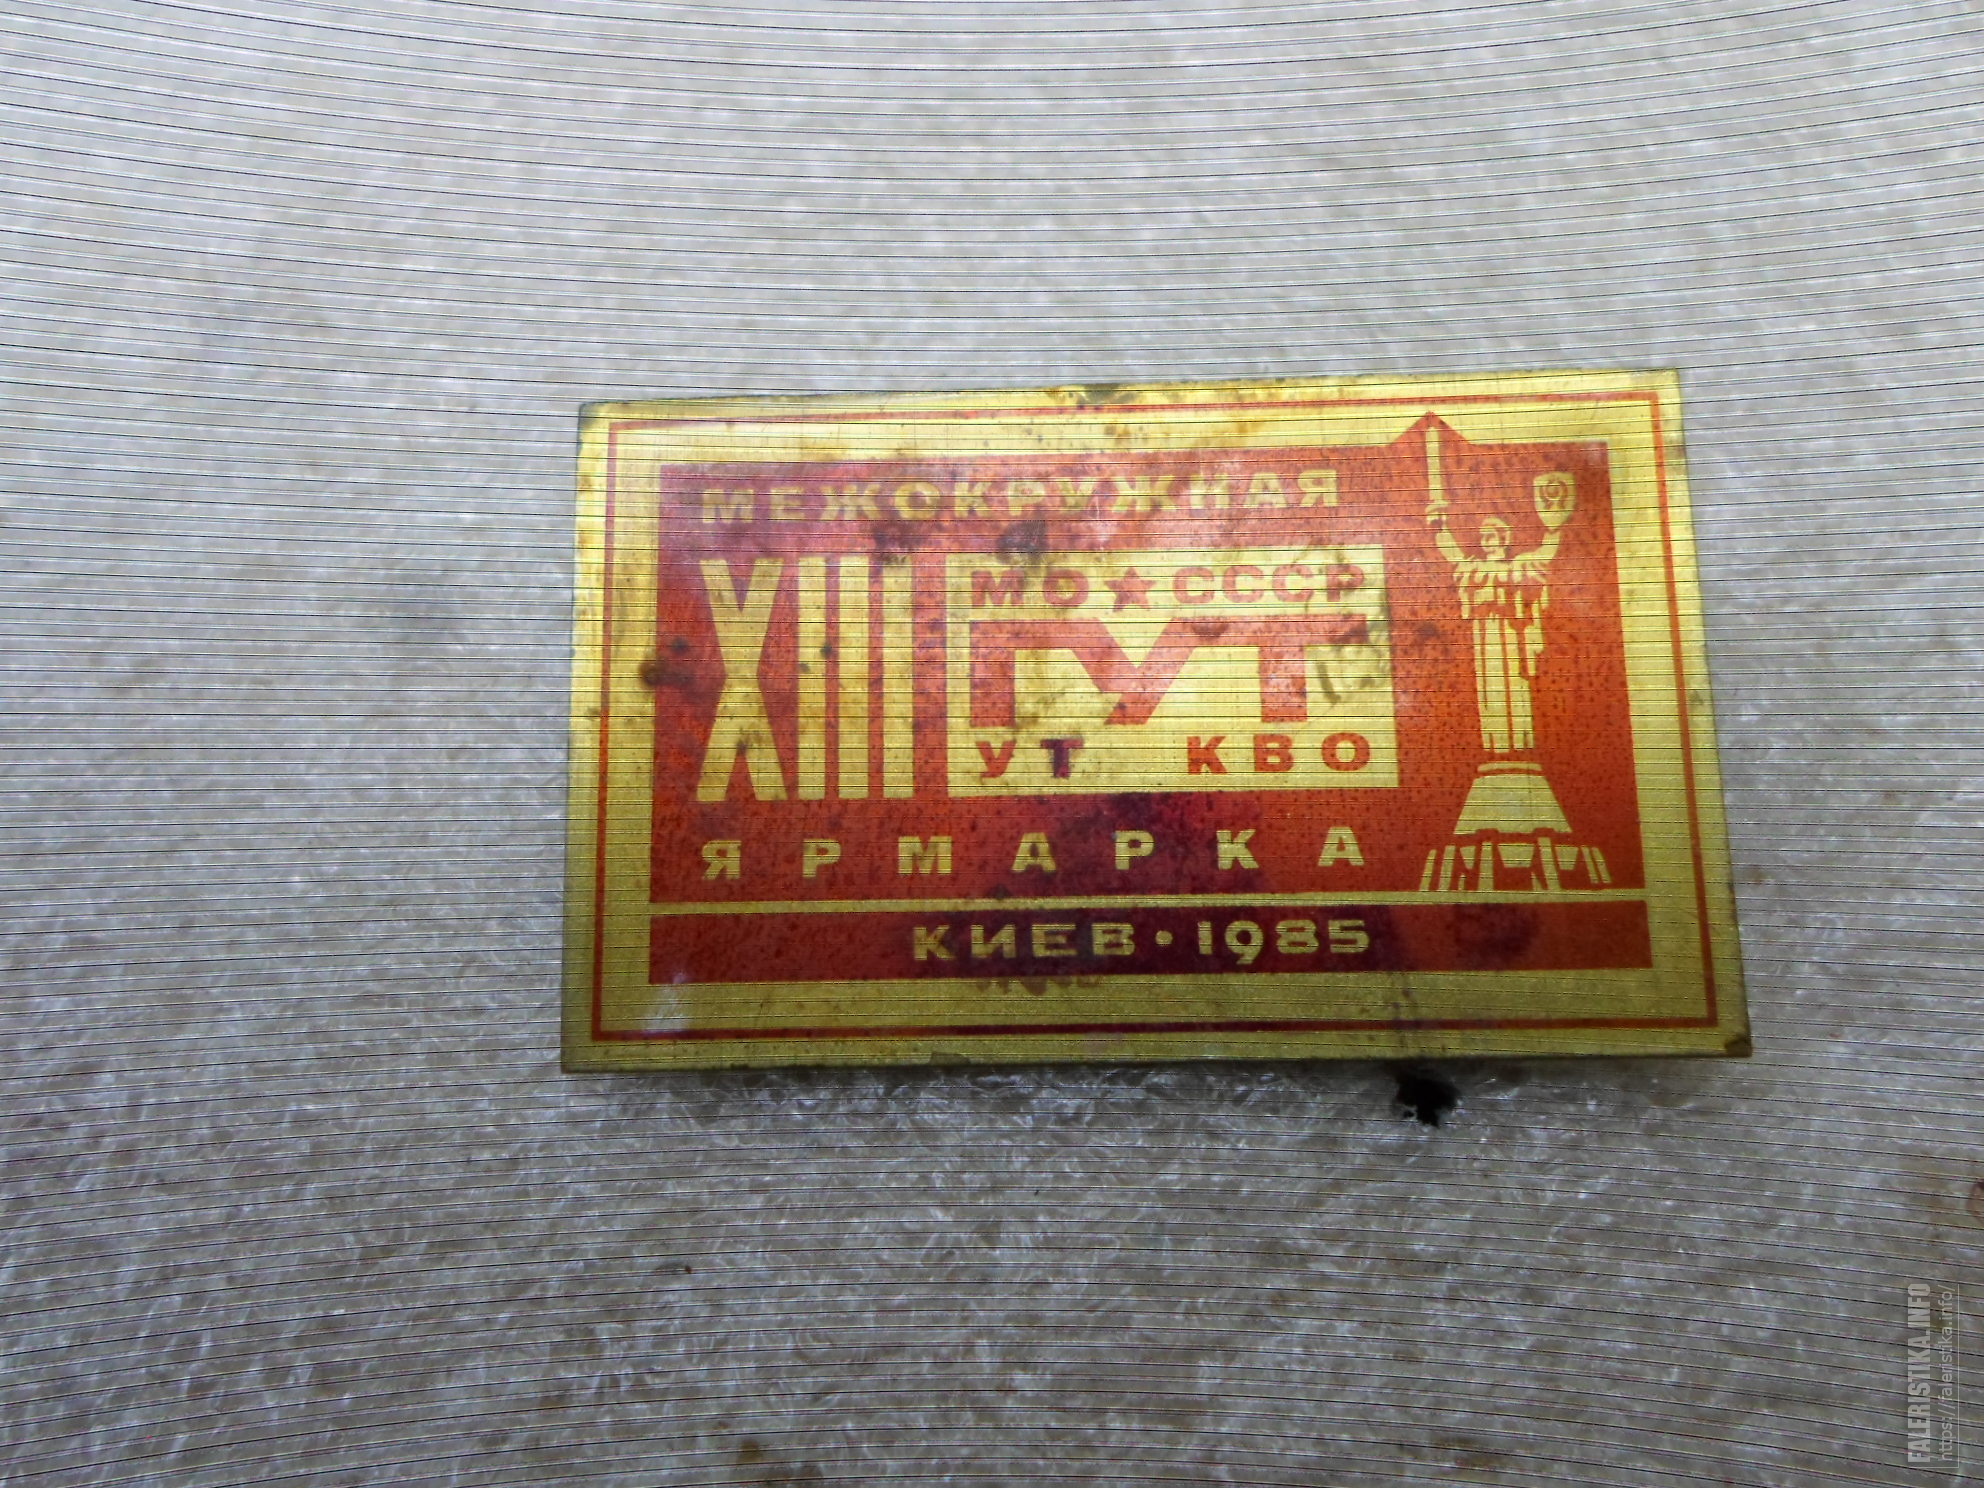 МЕЖОКРУЖНАЯ
XIII
МО★СССР
ГУТ
УТ КВО
ЯРМАРКА
КИЕВ • 1985
FALERISTIKA.INFO
https://faleristika.info/